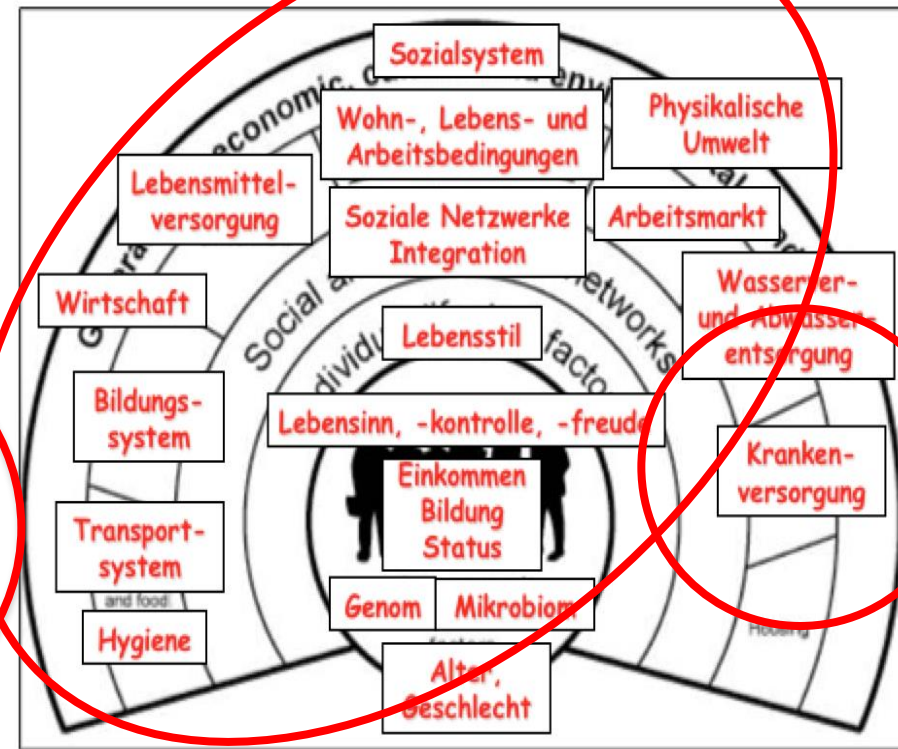 Sozialsystem
economic,
envi
Physikalische
Umwelt
Wohn-, Lebens- und
Arbeitsbedingungen
Lebensmittel-
versorgung
Soziale Netzwerke
Integration
Arbeitsmarkt
Wasserver-
und Abwasser-
entsorgung
Wirtschaft
Social
networks
Lebensstil
Bildungs-
system
Lebensinn, -kontrolle, -freude
Kranken-
versorgung
Einkommen
Bildung
Status
Transport-
system
and food
Genom
Mikrobiom
Hygiene
Housing
Alter,
Geschlecht